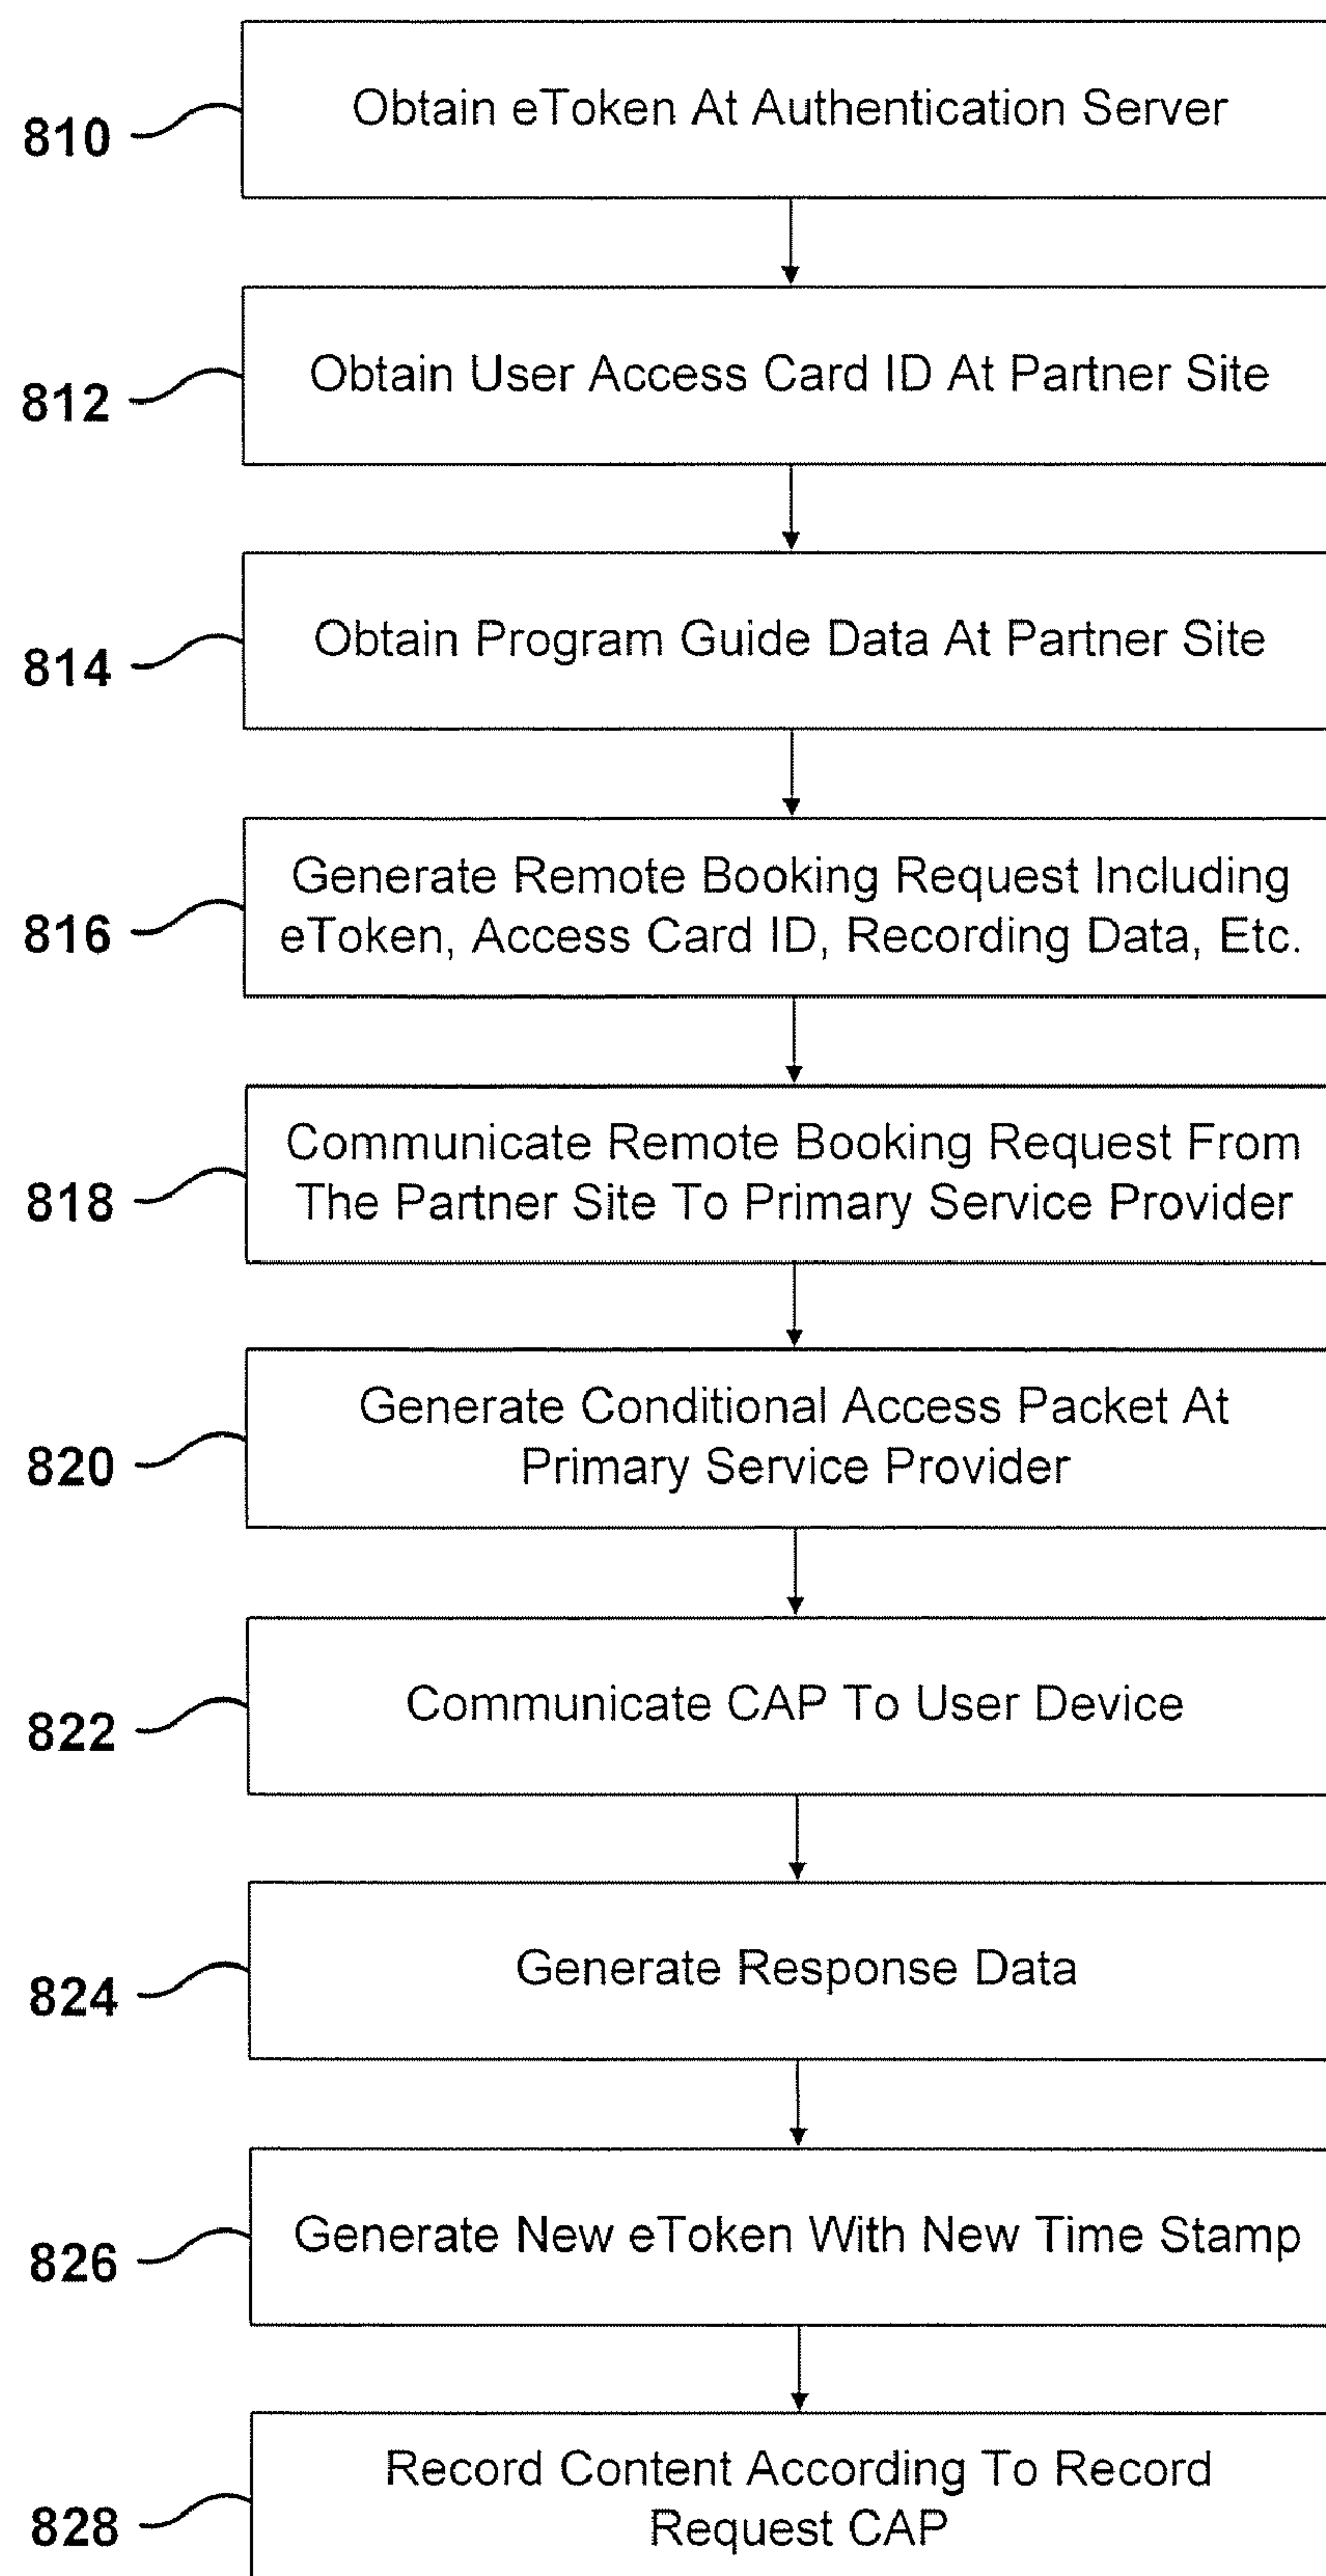 810
Obtain eToken At Authentication Server
812
Obtain User Access Card ID At Partner Site
814
Obtain Program Guide Data At Partner Site
816
Generate Remote Booking Request Including
eToken, Access Card ID, Recording Data, Etc.
818
Communicate Remote Booking Request From
The Partner Site To Primary Service Provider
820
Generate Conditional Access Packet At
Primary Service Provider
822
Communicate CAP To User Device
824
Generate Response Data
826
Generate New eToken With New Time Stamp
828
Record Content According To Record
Request CAP